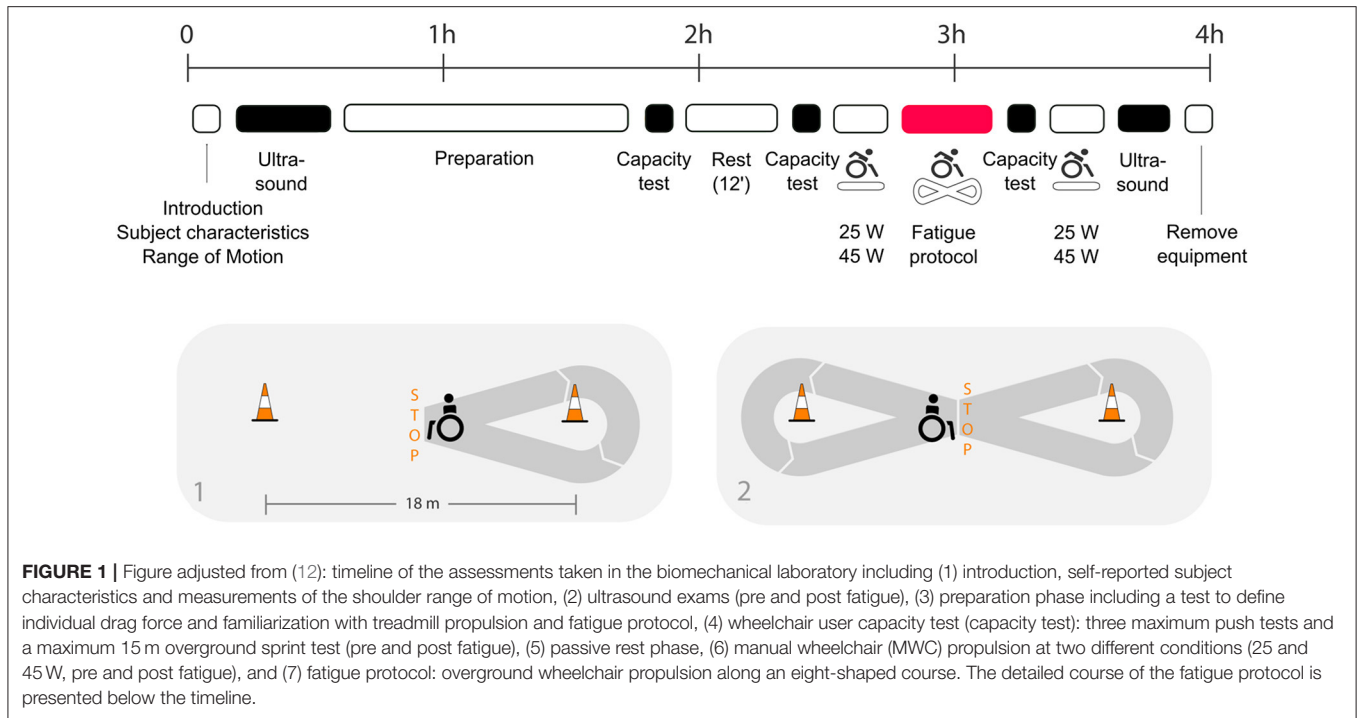 0 1h 2h 3h 4h
Ultra-
sound
Preparation
Capacity
test
Rest
(12')
Capacity
test
Capacity
test
Ultra-
sound
Introduction
Subject characteristics
Range of Motion
25 W
45 W
Fatigue
protocol
25 W
45 W
Remove
equipment
S
T
O
P
1
18 m
S
T
O
P
2
FIGURE 1 | Figure adjusted from (12): timeline of the assessments taken in the biomechanical laboratory including (1) introduction, self-reported subject
characteristics and measurements of the shoulder range of motion, (2) ultrasound exams (pre and post fatigue), (3) preparation phase including a test to define
individual drag force and familiarization with treadmill propulsion and fatigue protocol, (4) wheelchair user capacity test (capacity test): three maximum push tests and
a maximum 15 m overground sprint test (pre and post fatigue), (5) passive rest phase, (6) manual wheelchair (MWC) propulsion at two different conditions (25 and
45 W, pre and post fatigue), and (7) fatigue protocol: overground wheelchair propulsion along an eight-shaped course. The detailed course of the fatigue protocol is
presented below the timeline.